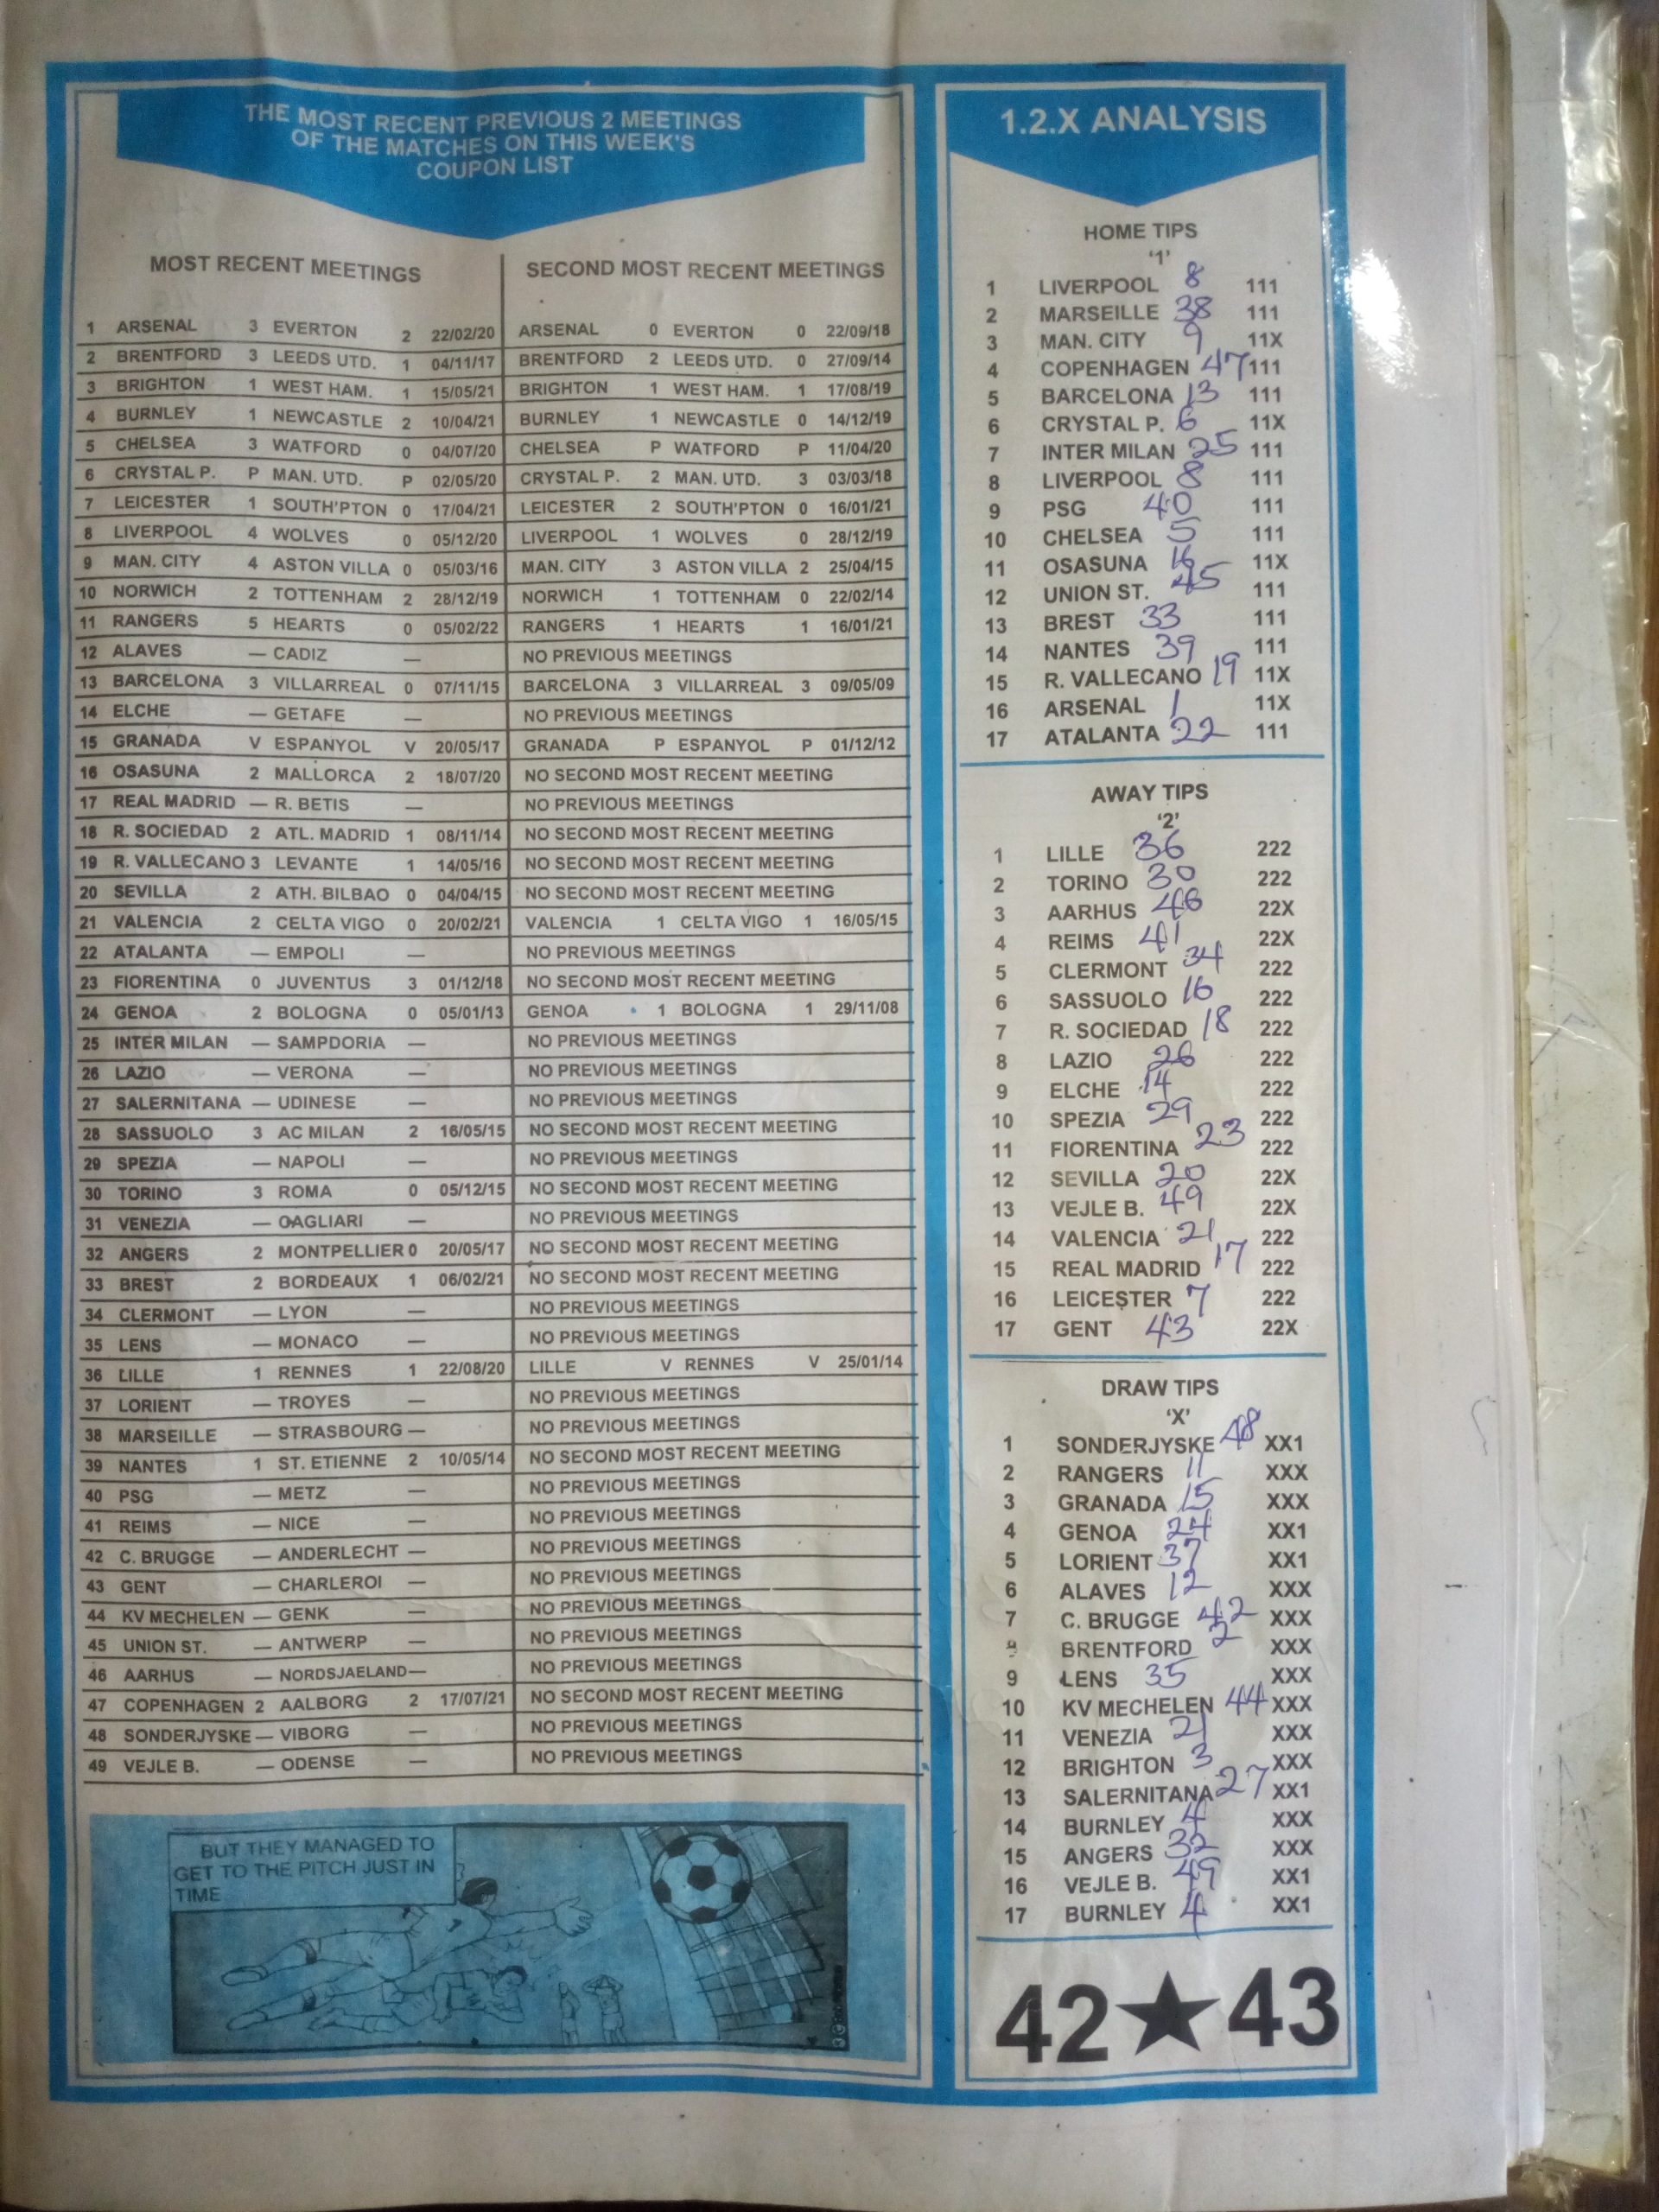 THE MOST RECENT PREVIOUS 2 MEETINGS
OF THE MATCHES ON THIS WEEK'S
COUPON LIST
MOST RECENT MEETINGS SECOND MOST RECENT MEETINGS
1 ARSENAL 3 EVERTON 2 22/02/20 ARSENAL 0 EVERTON 0 22/09/18
2 BRENTFORD 3 LEEDS UTD. 1 04/11/17 BRENTFORD 2 LEEDS UTD. 0 27/09/14
3 BRIGHTON 1 WEST HAM. 1 15/05/21 BRIGHTON 1 WEST HAM. 1 17/08/19
4 BURNLEY 1 NEWCASTLE 2 10/04/21 BURNLEY 1 NEWCASTLE 0 14/12/19
5 CHELSEA 3 WATFORD 0 04/07/20 CHELSEA P WATFORD P 11/04/20
6 CRYSTAL P. P MAN. UTD. P 02/05/20 CRYSTAL P. 2 MAN. UTD. 3 03/03/18
7 LEICESTER 1 SOUTH'PTON 0 17/04/21 LEICESTER 2 SOUTH'PTON 0 16/01/21
8 LIVERPOOL 4 WOLVES 0 05/12/20 LIVERPOOL 1 WOLVES 0 28/12/19
9 MAN. CITY 4 ASTON VILLA 0 05/03/16 MAN. CITY 3 ASTON VILLA 2 25/04/15
10 NORWICH 2 TOTTENHAM 2 28/12/19 NORWICH 1 TOTTENHAM 0 22/02/14
11 RANGERS 5 HEARTS 0 05/02/22 RANGERS 1 HEARTS 1 16/01/21
12 ALAVES — CADIZ — NO PREVIOUS MEETINGS
13 BARCELONA 3 VILLARREAL 0 07/11/15 BARCELONA 3 VILLARREAL 3 09/05/09
14 ELCHE — GETAFE — NO PREVIOUS MEETINGS
15 GRANADA V ESPANYOL V 20/05/17 GRANADA P ESPANYOL P 01/12/12
16 OSASUNA 2 MALLORCA 2 18/07/20 NO SECOND MOST RECENT MEETING
17 REAL MADRID — R. BETIS — NO PREVIOUS MEETINGS
18 R. SOCIEDAD 2 ATL. MADRID 1 08/11/14 NO SECOND MOST RECENT MEETING
19 R. VALLECANO 3 LEVANTE 1 14/05/16 NO SECOND MOST RECENT MEETING
20 SEVILLA 2 ATH. BILBAO 0 04/04/15 NO SECOND MOST RECENT MEETING
21 VALENCIA 2 CELTA VIGO 0 20/02/21 VALENCIA 1 CELTA VIGO 1 16/05/15
22 ATALANTA — EMPOLI — NO PREVIOUS MEETINGS
23 FIORENTINA 0 JUVENTUS 3 01/12/18 NO SECOND MOST RECENT MEETING
24 GENOA 2 BOLOGNA 0 05/01/13 GENOA 1 BOLOGNA 1 29/11/08
25 INTER MILAN — SAMPDORIA — NO PREVIOUS MEETINGS
26 LAZIO — VERONA — NO PREVIOUS MEETINGS
27 SALERNITANA — UDINESE — NO PREVIOUS MEETINGS
28 SASSUOLO 3 AC MILAN 2 16/05/15 NO SECOND MOST RECENT MEETING
29 SPEZIA — NAPOLI — NO PREVIOUS MEETINGS
30 TORINO 3 ROMA 0 05/12/15 NO SECOND MOST RECENT MEETING
31 VENEZIA — CAGLIARI — NO PREVIOUS MEETINGS
32 ANGERS 2 MONTPELLIER 0 20/05/17 NO SECOND MOST RECENT MEETING
33 BREST 2 BORDEAUX 1 06/02/21 NO SECOND MOST RECENT MEETING
34 CLERMONT — LYON — NO PREVIOUS MEETINGS
35 LENS — MONACO — NO PREVIOUS MEETINGS
36 LILLE 1 RENNES 1 22/08/20 LILLE V RENNES V 25/01/14
37 LORIENT — TROYES — NO PREVIOUS MEETINGS
38 MARSEILLE — STRASBOURG — NO PREVIOUS MEETINGS
39 NANTES 1 ST. ETIENNE 2 10/05/14 NO SECOND MOST RECENT MEETING
40 PSG — METZ — NO PREVIOUS MEETINGS
41 REIMS — NICE — NO PREVIOUS MEETINGS
42 C. BRUGGE — ANDERLECHT — NO PREVIOUS MEETINGS
43 GENT — CHARLEROI — NO PREVIOUS MEETINGS
44 KV MECHELEN — GENK — NO PREVIOUS MEETINGS
45 UNION ST. — ANTWERP — NO PREVIOUS MEETINGS
46 AARHUS — NORDSJAELAND — NO PREVIOUS MEETINGS
47 COPENHAGEN 2 AALBORG 2 17/07/21 NO SECOND MOST RECENT MEETING
48 SONDERJYSKE — VIBORG — NO PREVIOUS MEETINGS
49 VEJLE B. — ODENSE — NO PREVIOUS MEETINGS
BUT THEY MANAGED TO
GET TO THE PITCH JUST IN
TIME
1.2.X ANALYSIS
HOME TIPS
'1'
1 LIVERPOOL 8 111
2 MARSEILLE 38 111
3 MAN. CITY 9 11X
4 COPENHAGEN 47 111
5 BARCELONA 13 111
6 CRYSTAL P. 6 11X
7 INTER MILAN 25 111
8 LIVERPOOL 8 111
9 PSG 40 111
10 CHELSEA 5 111
11 OSASUNA 16 11X
12 UNION ST. 45 111
13 BREST 33 111
14 NANTES 39 111
15 R. VALLECANO 19 11X
16 ARSENAL 1 11X
17 ATALANTA 22 111
AWAY TIPS
'2'
1 LILLE 36 222
2 TORINO 30 222
3 AARHUS 46 22X
4 REIMS 41 22X
5 CLERMONT 34 222
6 SASSUOLO 16 222
7 R. SOCIEDAD 18 222
8 LAZIO 26 222
9 ELCHE 14 222
10 SPEZIA 29 222
11 FIORENTINA 23 222
12 SEVILLA 20 22X
13 VEJLE B. 49 22X
14 VALENCIA 21 222
15 REAL MADRID 17 222
16 LEICESTER 7 222
17 GENT 43 22X
DRAW TIPS
'X'
1 SONDERJYSKE 48 XX1
2 RANGERS 11 XXX
3 GRANADA 15 XXX
4 GENOA 24 XX1
5 LORIENT 37 XX1
6 ALAVES 12 XXX
7 C. BRUGGE 42 XXX
8 BRENTFORD 2 XXX
9 LENS 35 XXX
10 KV MECHELEN 44 XXX
11 VENEZIA 21 XXX
12 BRIGHTON 3 XXX
13 SALERNITANA 27 XX1
14 BURNLEY 4 XXX
15 ANGERS 32 XXX
16 VEJLE B. 49 XX1
17 BURNLEY 4 XX1
42★43